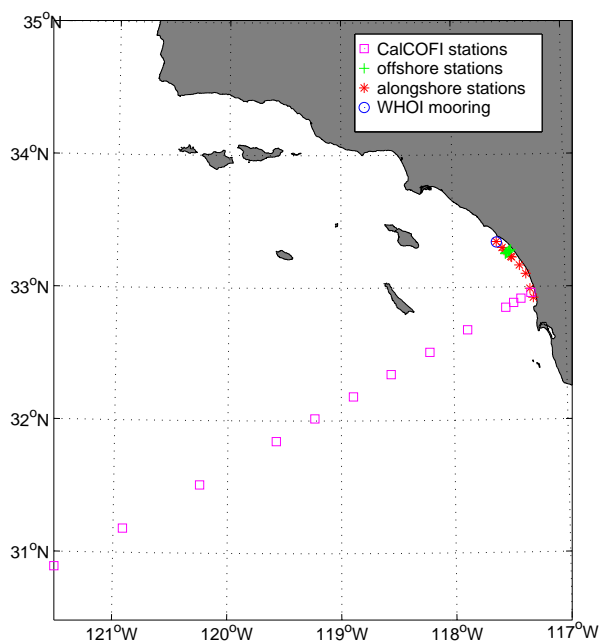 35°N
CalCOFI stations
offshore stations
alongshore stations
WHOI mooring
34°N
33°N
32°N
31°N
121°W 120°W 119°W 118°W 117°W